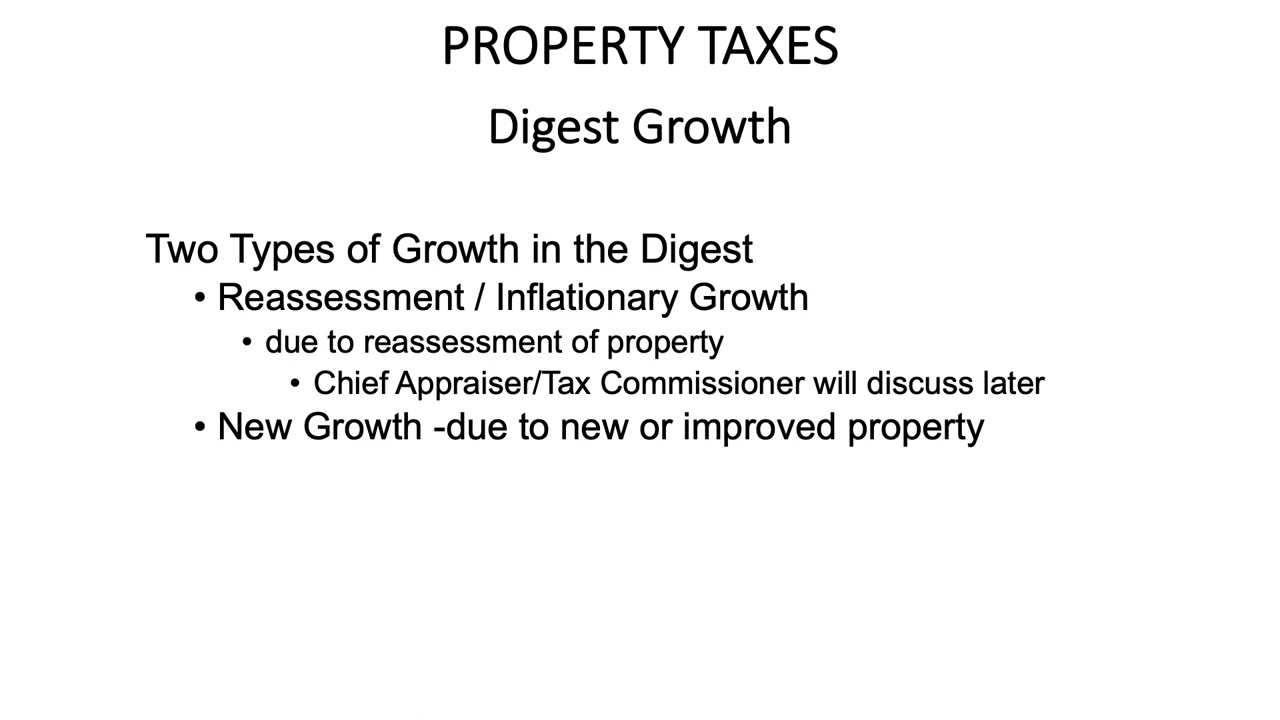 PROPERTY TAXES
Digest Growth
Two Types of Growth in the Digest
• Reassessment / Inflationary Growth
• due to reassessment of property
• Chief Appraiser/Tax Commissioner will discuss later
• New Growth -due to new or improved property